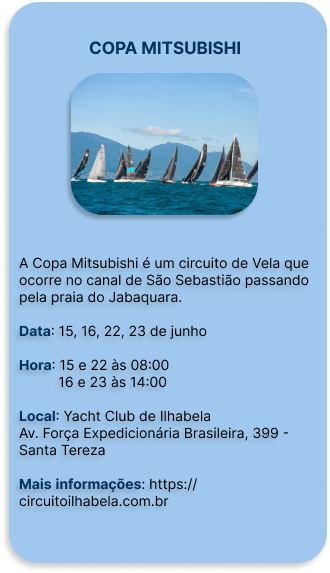 COPA MITSUBISHI
A Copa Mitsubishi é um circuito de Vela que
ocorre no canal de São Sebastião passando
pela praia do Jabaquara.
Data: 15, 16, 22, 23 de junho
Hora: 15 e 22 às 08:00
16 e 23 às 14:00
Local: Yacht Club de Ilhabela
Av. Força Expedicionária Brasileira, 399 -
Santa Tereza
Mais informações: https://
circuitoilhabela.com.br